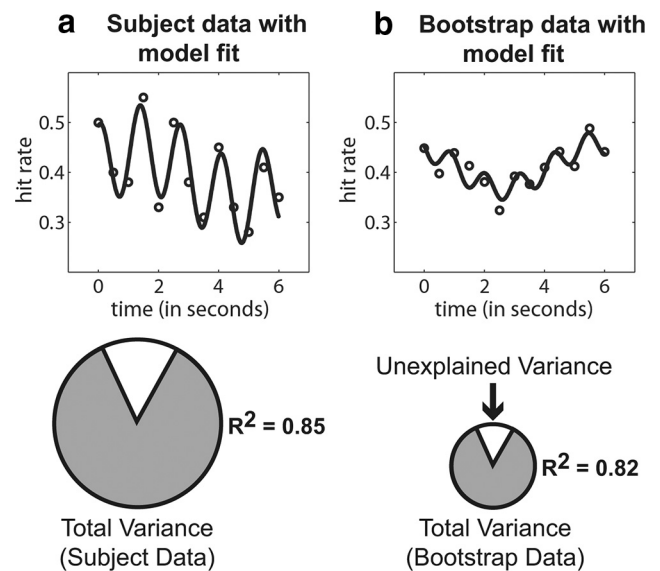 a Subject data with
model fit
0.5
0.4
0.3
hit rate
0 2 4 6
time (in seconds)
R2 = 0.85
Total Variance
(Subject Data)
b Bootstrap data with
model fit
0.5
0.4
0.3
hit rate
0 2 4 6
time (in seconds)
Unexplained Variance
R2 = 0.82
Total Variance
(Bootstrap Data)